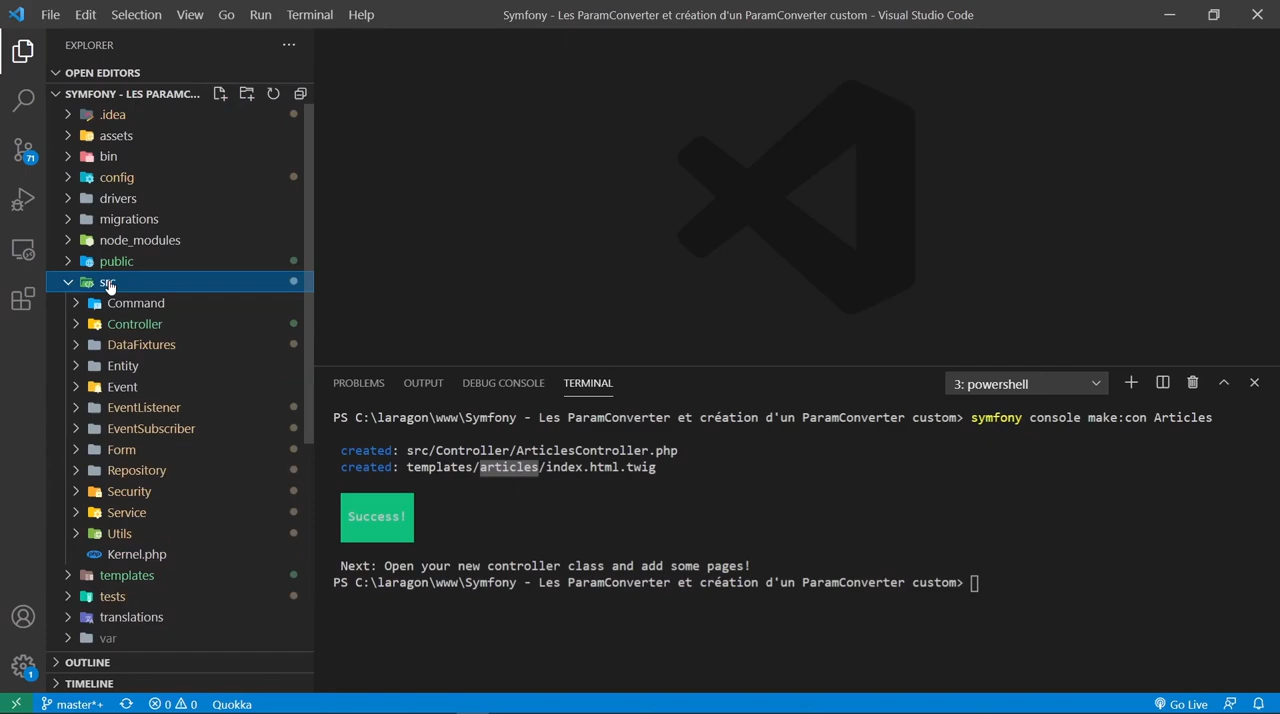 File Edit Selection View Go Run Terminal Help
Symfony - Les ParamConverter et création d'un ParamConverter custom - Visual Studio Code
EXPLORER
OPEN EDITORS
SYMFONY - LES PARAMC...
.idea
assets
bin
config
drivers
migrations
node_modules
public
src
Command
Controller
DataFixtures
Entity
Event
EventListener
EventSubscriber
Form
Repository
Security
Service
Utils
Kernel.php
templates
tests
translations
var
OUTLINE
TIMELINE
71
1
PROBLEMS OUTPUT DEBUG CONSOLE TERMINAL
3: powershell
PS C:\laragon\www\Symfony - Les ParamConverter et création d'un ParamConverter custom> symfony console make:con Articles
created: src/Controller/ArticlesController.php
created: templates/articles/index.html.twig
Success!
Next: Open your new controller class and add some pages!
PS C:\laragon\www\Symfony - Les ParamConverter et création d'un ParamConverter custom>
master*+ 0 0 Quokka
Go Live